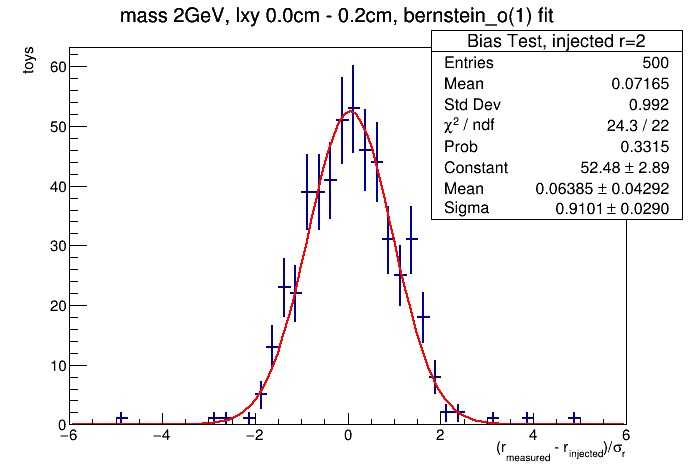 mass 2GeV, lxy 0.0cm - 0.2cm, bernstein_o(1) fit
Bias Test, injected r=2
Entries 500
Mean 0.07165
Std Dev 0.992
χ² / ndf 24.3 / 22
Prob 0.3315
Constant 52.48 ± 2.89
Mean 0.06385 ± 0.04292
Sigma 0.9101 ± 0.0290
toys
60
50
40
30
20
10
0
−6 −4 −2 0 2 4 6
(r_measured - r_injected)/σ_r